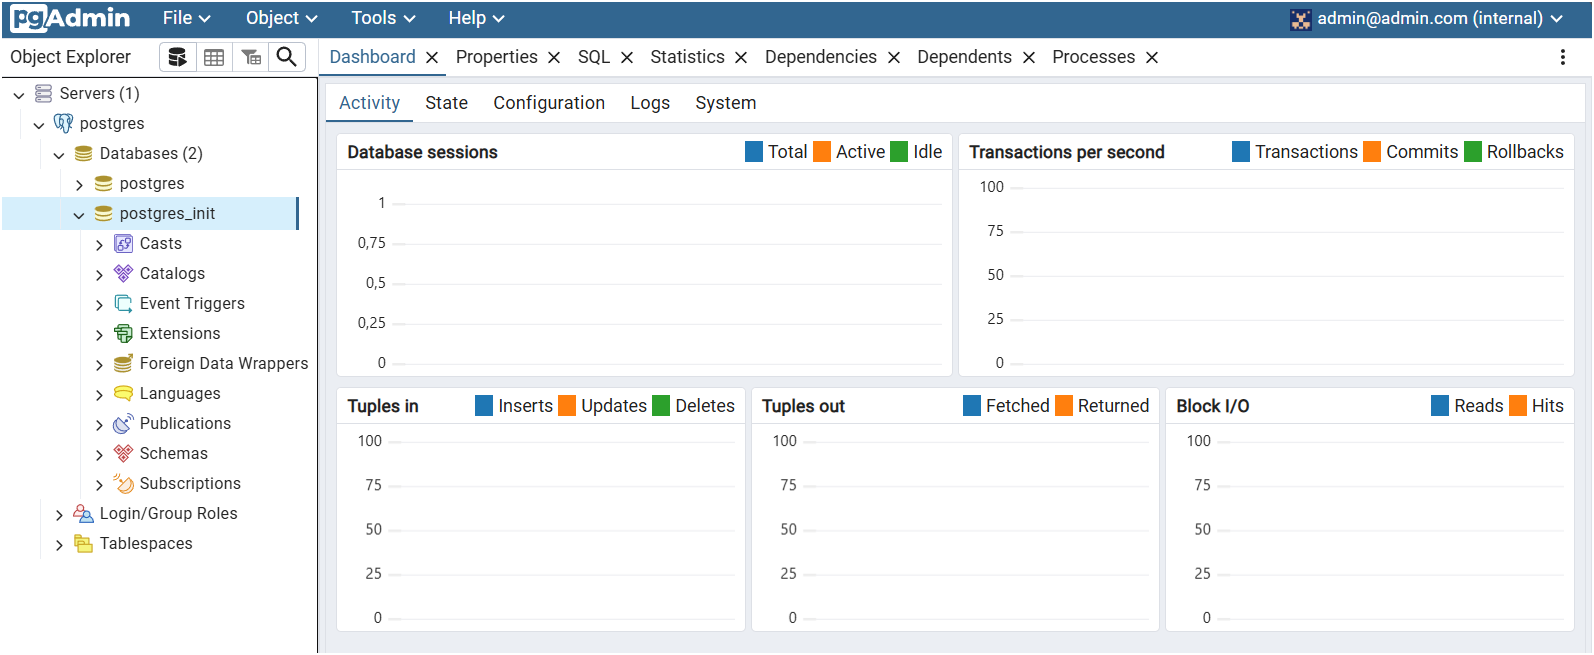 pgAdmin File Object Tools Help admin@admin.com (internal)
Object Explorer Dashboard Properties SQL Statistics Dependencies Dependents Processes
Servers (1)
postgres
Databases (2)
postgres
postgres_init
Casts
Catalogs
Event Triggers
Extensions
Foreign Data Wrappers
Languages
Publications
Schemas
Subscriptions
Login/Group Roles
Tablespaces
Activity State Configuration Logs System
Database sessions Total Active Idle
1
0,75
0,5
0,25
0
Transactions per second Transactions Commits Rollbacks
100
75
50
25
0
Tuples in Inserts Updates Deletes
100
75
50
25
0
Tuples out Fetched Returned
100
75
50
25
0
Block I/O Reads Hits
100
75
50
25
0